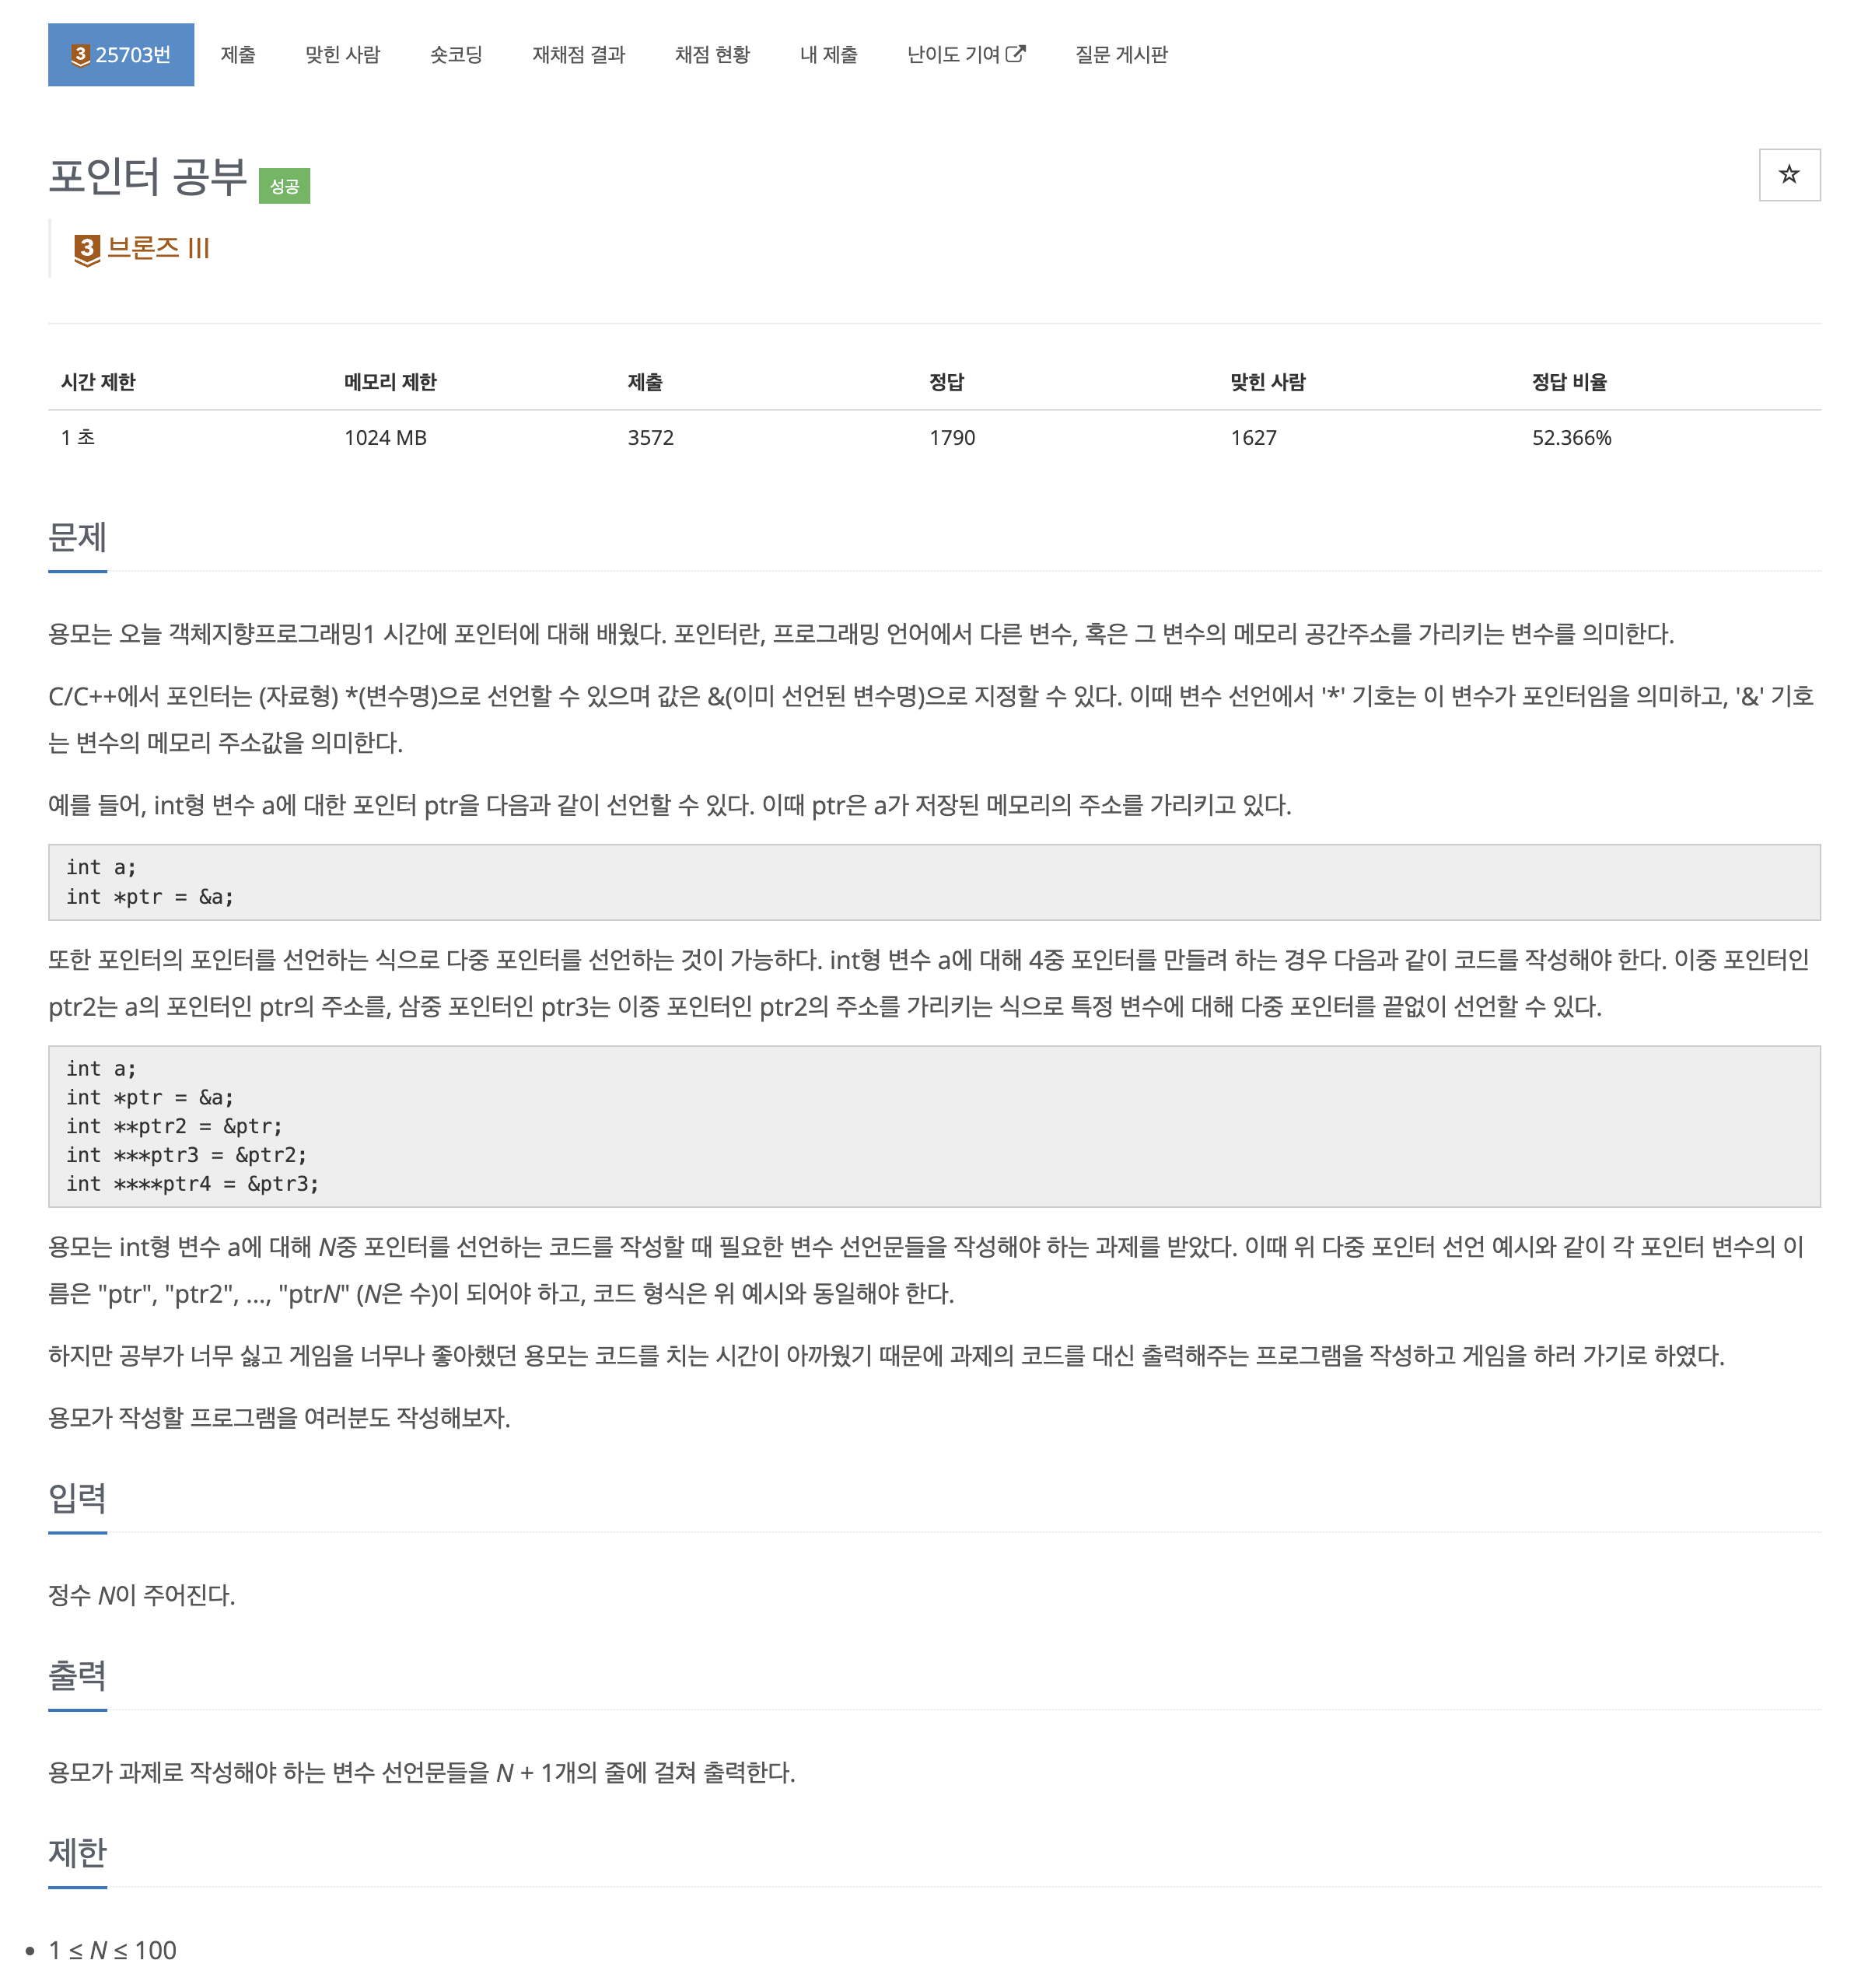 3 25703번 제출 맞힌 사람 숏코딩 재채점 결과 채점 현황 내 제출 난이도 기여 질문 게시판
포인터 공부 성공
3 브론즈 III
시간 제한 메모리 제한 제출 정답 맞힌 사람 정답 비율
1 초 1024 MB 3572 1790 1627 52.366%
문제
용모는 오늘 객체지향프로그래밍1 시간에 포인터에 대해 배웠다. 포인터란, 프로그래밍 언어에서 다른 변수, 혹은 그 변수의 메모리 공간주소를 가리키는 변수를 의미한다.
C/C++에서 포인터는 (자료형) *(변수명)으로 선언할 수 있으며 값은 &(이미 선언된 변수명)으로 지정할 수 있다. 이때 변수 선언에서 '*' 기호는 이 변수가 포인터임을 의미하고, '&' 기호
는 변수의 메모리 주소값을 의미한다.
예를 들어, int형 변수 a에 대한 포인터 ptr을 다음과 같이 선언할 수 있다. 이때 ptr은 a가 저장된 메모리의 주소를 가리키고 있다.
int a;
int *ptr = &a;
또한 포인터의 포인터를 선언하는 식으로 다중 포인터를 선언하는 것이 가능하다. int형 변수 a에 대해 4중 포인터를 만들려 하는 경우 다음과 같이 코드를 작성해야 한다. 이중 포인터인
ptr2는 a의 포인터인 ptr의 주소를, 삼중 포인터인 ptr3는 이중 포인터인 ptr2의 주소를 가리키는 식으로 특정 변수에 대해 다중 포인터를 끝없이 선언할 수 있다.
int a;
int *ptr = &a;
int **ptr2 = &ptr;
int ***ptr3 = &ptr2;
int ****ptr4 = &ptr3;
용모는 int형 변수 a에 대해 N중 포인터를 선언하는 코드를 작성할 때 필요한 변수 선언문들을 작성해야 하는 과제를 받았다. 이때 위 다중 포인터 선언 예시와 같이 각 포인터 변수의 이
름은 "ptr", "ptr2", ..., "ptrN" (N은 수)이 되어야 하고, 코드 형식은 위 예시와 동일해야 한다.
하지만 공부가 너무 싫고 게임을 너무나 좋아했던 용모는 코드를 치는 시간이 아까웠기 때문에 과제의 코드를 대신 출력해주는 프로그램을 작성하고 게임을 하러 가기로 하였다.
용모가 작성할 프로그램을 여러분도 작성해보자.
입력
정수 N이 주어진다.
출력
용모가 과제로 작성해야 하는 변수 선언문들을 N + 1개의 줄에 걸쳐 출력한다.
제한
• 1 ≤ N ≤ 100